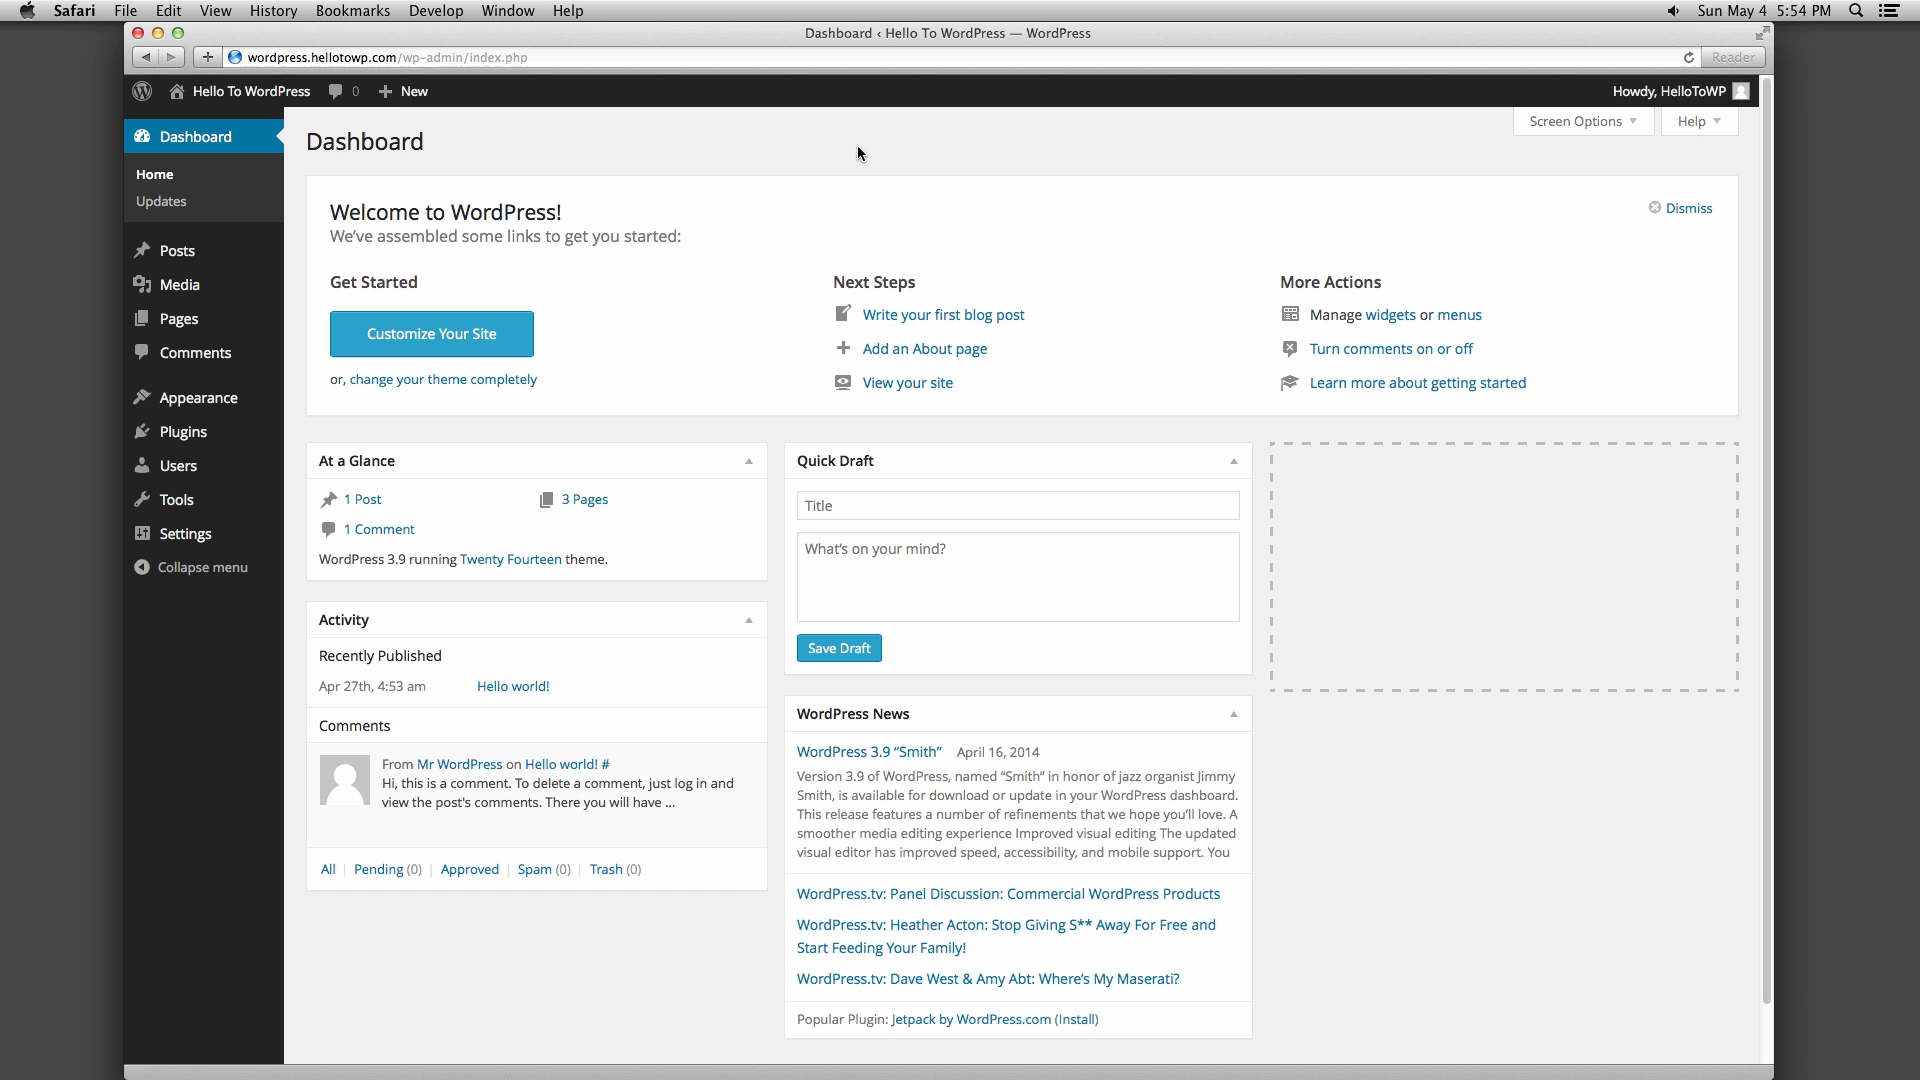 Safari File Edit View History Bookmarks Develop Window Help Sun May 4 5:54 PM
Dashboard ‹ Hello To WordPress — WordPress
wordpress.hellotowp.com/wp-admin/index.php Reader
Hello To WordPress 0 New Howdy, HelloToWP
Screen Options Help
Dashboard
Home
Updates
Posts
Media
Pages
Comments
Appearance
Plugins
Users
Tools
Settings
Collapse menu
Dashboard
Welcome to WordPress!
We've assembled some links to get you started:
Dismiss
Get Started
Customize Your Site
or, change your theme completely
Next Steps
Write your first blog post
Add an About page
View your site
More Actions
Manage widgets or menus
Turn comments on or off
Learn more about getting started
At a Glance
1 Post 3 Pages
1 Comment
WordPress 3.9 running Twenty Fourteen theme.
Activity
Recently Published
Apr 27th, 4:53 am Hello world!
Comments
From Mr WordPress on Hello world! #
Hi, this is a comment. To delete a comment, just log in and
view the post's comments. There you will have ...
All | Pending (0) | Approved | Spam (0) | Trash (0)
Quick Draft
Title
What's on your mind?
Save Draft
WordPress News
WordPress 3.9 “Smith” April 16, 2014
Version 3.9 of WordPress, named “Smith” in honor of jazz organist Jimmy
Smith, is available for download or update in your WordPress dashboard.
This release features a number of refinements that we hope you'll love. A
smoother media editing experience Improved visual editing The updated
visual editor has improved speed, accessibility, and mobile support. You
WordPress.tv: Panel Discussion: Commercial WordPress Products
WordPress.tv: Heather Acton: Stop Giving S** Away For Free and
Start Feeding Your Family!
WordPress.tv: Dave West & Amy Abt: Where's My Maserati?
Popular Plugin: Jetpack by WordPress.com (Install)